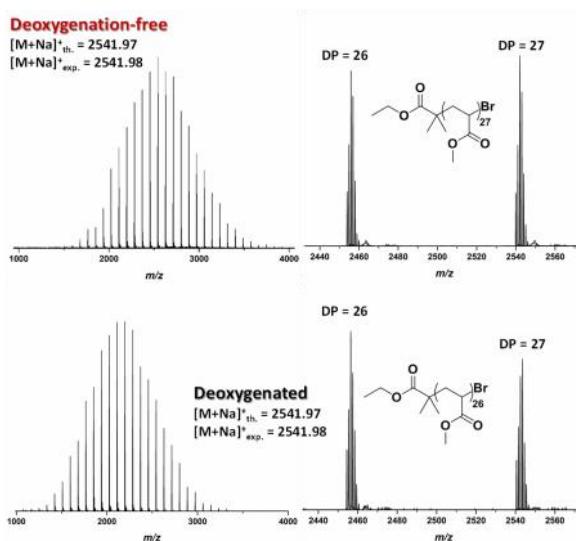 Deoxygenation-free
[M+Na]⁺th. = 2541.97
[M+Na]⁺exp. = 2541.98
1000 2000 3000 4000
m/z
DP = 26
DP = 27
Br
27
O
O
O
O
2440 2460 2480 2500 2520 2540 2560
m/z
Deoxygenated
[M+Na]⁺th. = 2541.97
[M+Na]⁺exp. = 2541.98
1000 2000 3000 4000
m/z
DP = 26
DP = 27
Br
26
O
O
O
O
2440 2460 2480 2500 2520 2540 2560
m/z